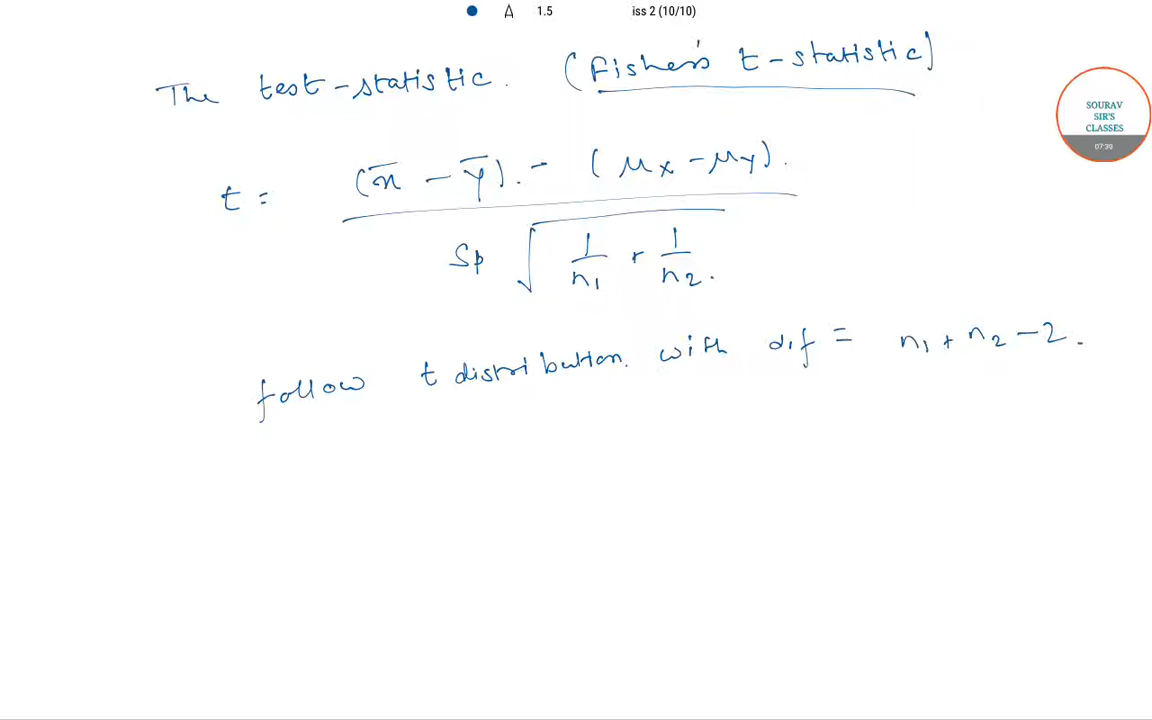 1.5 iss 2 (10/10)
The test-statistic. (Fisher's t-statistic)
SOURAV
SIR'S
CLASSES
07:39
t = ((x̄ - ȳ). - (μx - μy).) / (Sp √(1/n1 + 1/n2.))
follow t distribution. with d.f = n1 + n2 - 2.